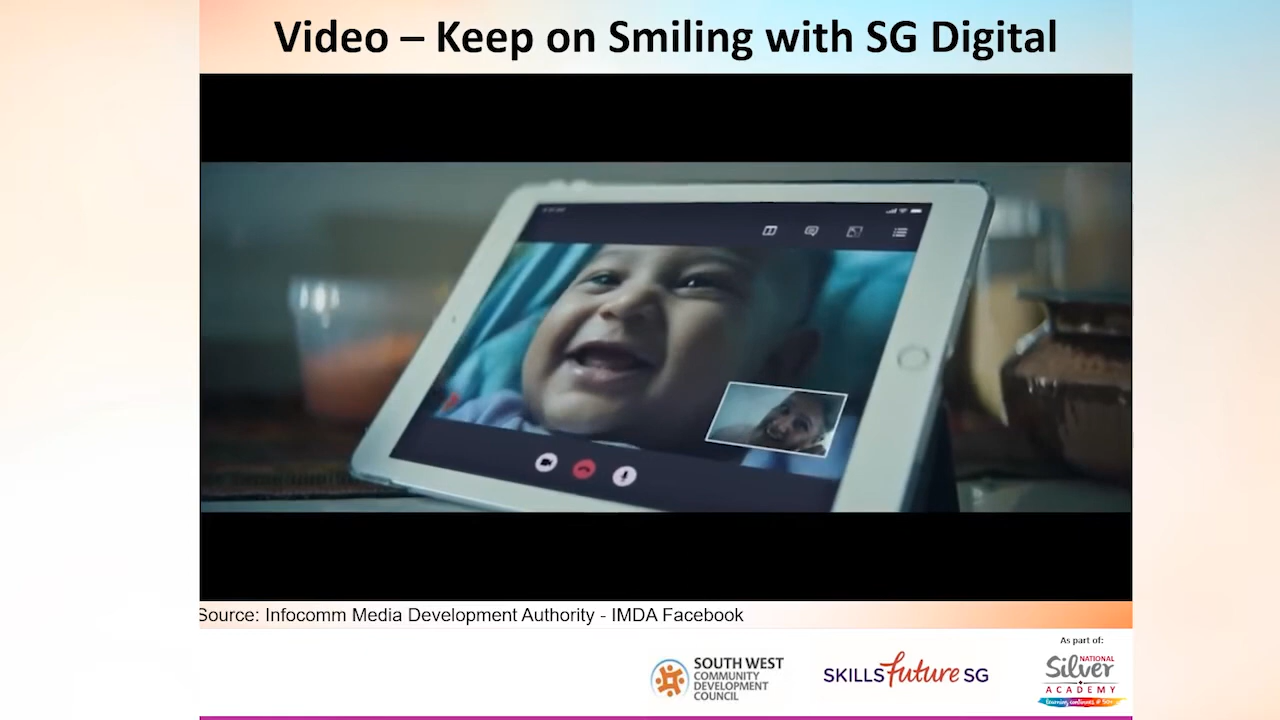 Video – Keep on Smiling with SG Digital
Source: Infocomm Media Development Authority - IMDA Facebook
SOUTH WEST
COMMUNITY
DEVELOPMENT
COUNCIL
SKILLSfuture SG
As part of:
NATIONAL
Silver
ACADEMY